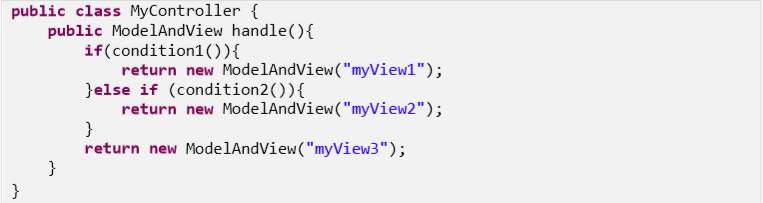 public class MyController {
    public ModelAndView handle(){
        if(condition1()){
            return new ModelAndView("myView1");
        }else if (condition2()){
            return new ModelAndView("myView2");
        }
        return new ModelAndView("myView3");
    }
}